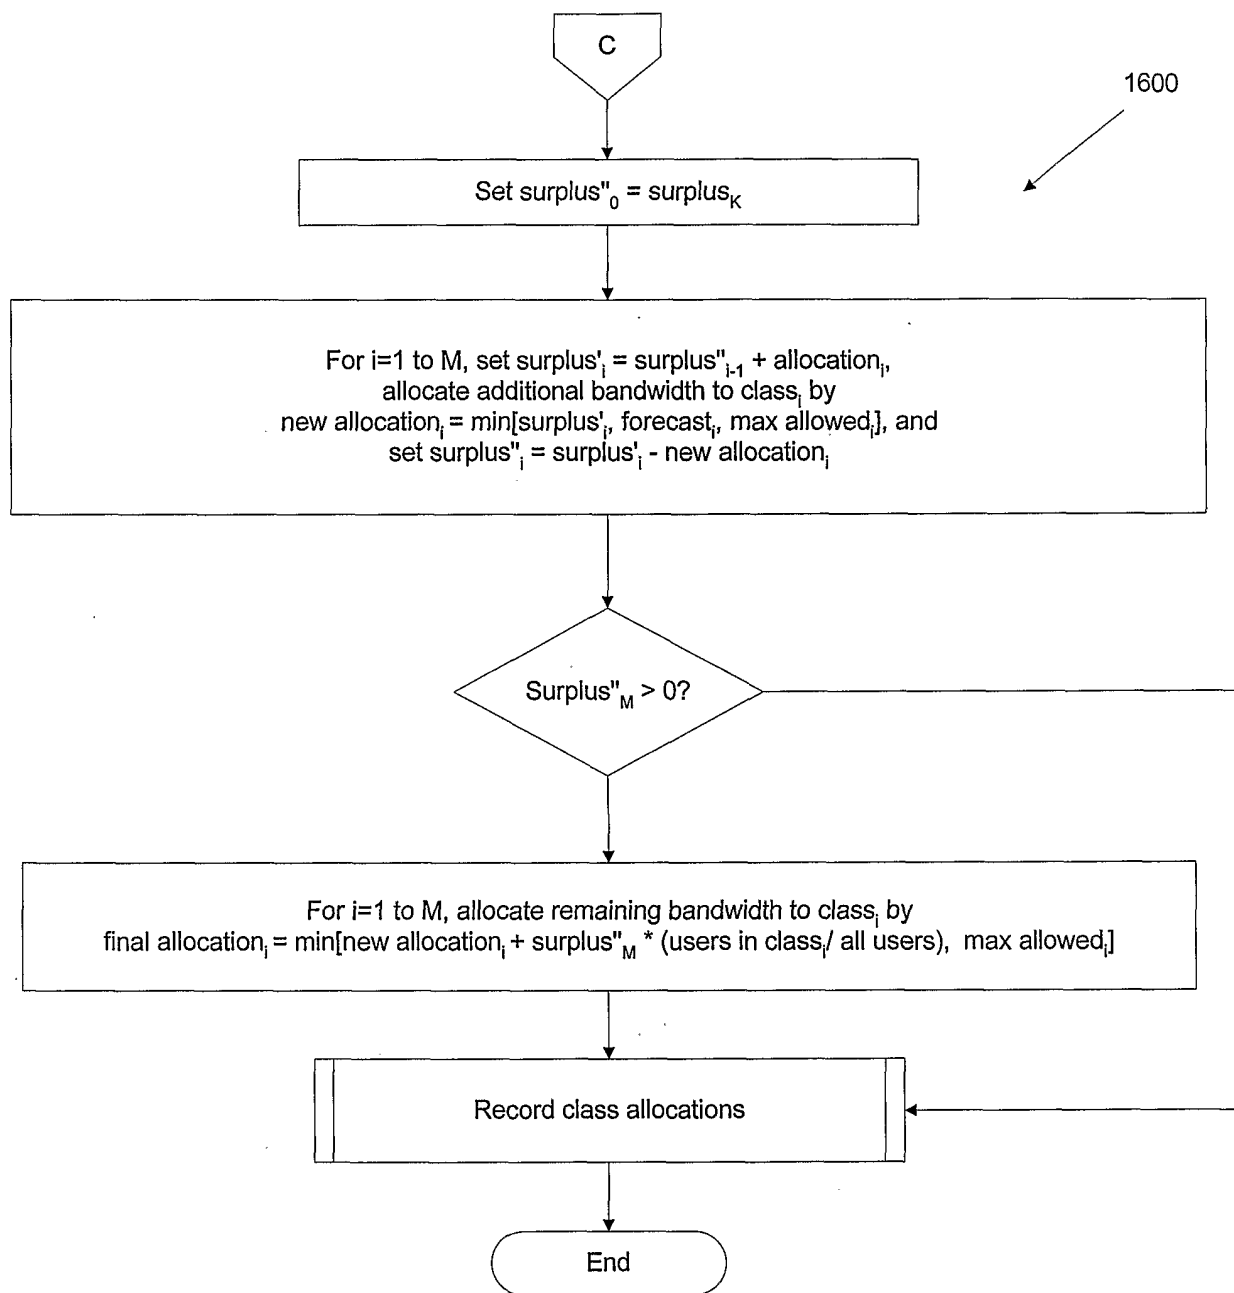 C
1600
Set surplus"₀ = surplusK
For i=1 to M, set surplus'ᵢ = surplus"ᵢ₋₁ + allocationᵢ,
allocate additional bandwidth to classᵢ by
new allocationᵢ = min[surplus'ᵢ, forecastᵢ, max allowedᵢ], and
set surplus"ᵢ = surplus'ᵢ - new allocationᵢ
Surplus"M > 0?
For i=1 to M, allocate remaining bandwidth to classᵢ by
final allocationᵢ = min[new allocationᵢ + surplus"M * (users in classᵢ/ all users), max allowedᵢ]
Record class allocations
End